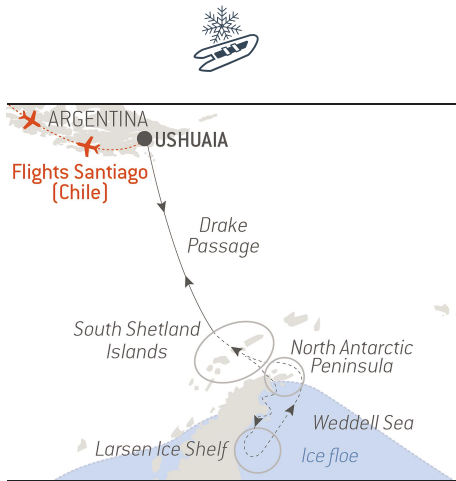 ARGENTINA
USHUAIA
Flights Santiago
(Chile)
Drake
Passage
South Shetland
Islands
North Antarctic
Peninsula
Weddell Sea
Larsen Ice Shelf
Ice floe